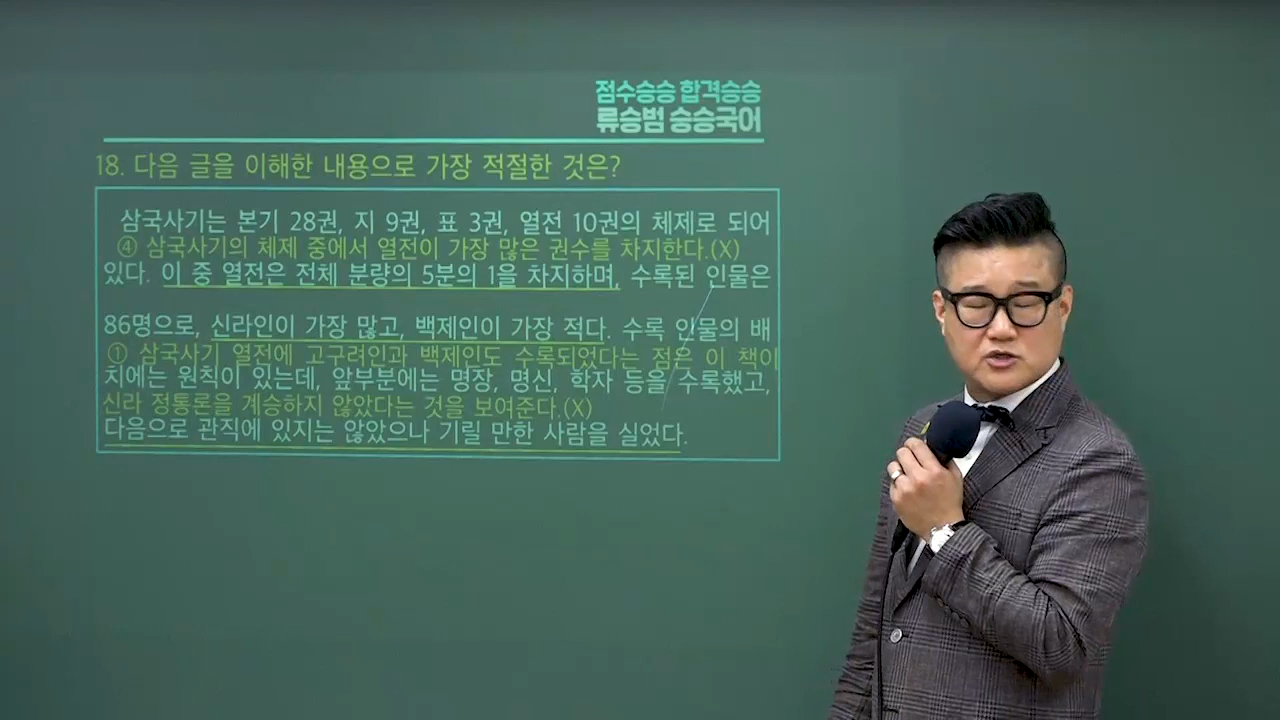 점수승승 합격승승
류승범 승승국어
18. 다음 글을 이해한 내용으로 가장 적절한 것은?
삼국사기는 본기 28권, 지 9권, 표 3권, 열전 10권의 체제로 되어
④ 삼국사기의 체제 중에서 열전이 가장 많은 권수를 차지한다.(X)
있다. 이 중 열전은 전체 분량의 5분의 1을 차지하며, 수록된 인물은
86명으로, 신라인이 가장 많고, 백제인이 가장 적다. 수록 인물의 배
① 삼국사기 열전에 고구려인과 백제인도 수록되었다는 점은 이 책이
치에는 원칙이 있는데, 앞부분에는 명장, 명신, 학자 등을 수록했고,
신라 정통론을 계승하지 않았다는 것을 보여준다.(X)
다음으로 관직에 있지는 않았으나 기릴 만한 사람을 실었다.